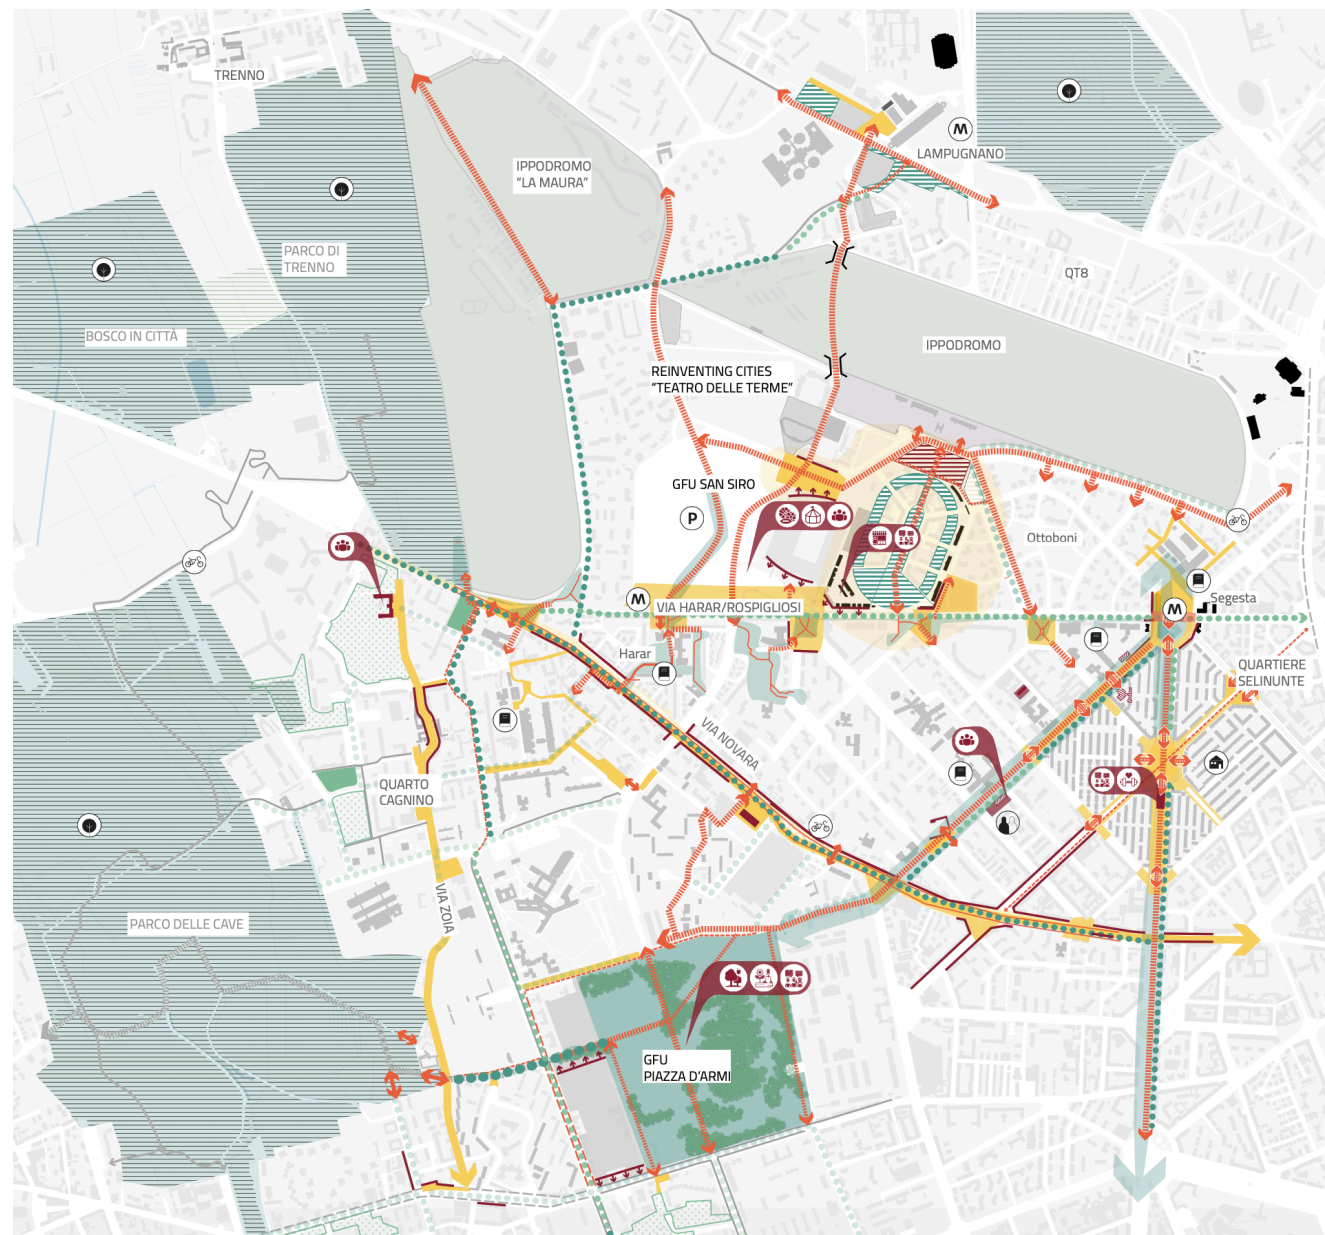 TRENNO
M
LAMPUGNANO
IPPODROMO
"LA MAURA"
PARCO DI
TRENNO
QT8
BOSCO IN CITTÀ
IPPODROMO
REINVENTING CITIES
"TEATRO DELLE TERME"
GFU SAN SIRO
P
Ottoboni
M
VIA HARAR/ROSPIGLIOSI
Segesta
M
Harar
QUARTIERE
SELINUNTE
VIA NOVARA
QUARTO
CAGNINO
VIA ZOIA
PARCO DELLE CAVE
GFU
PIAZZA D'ARMI